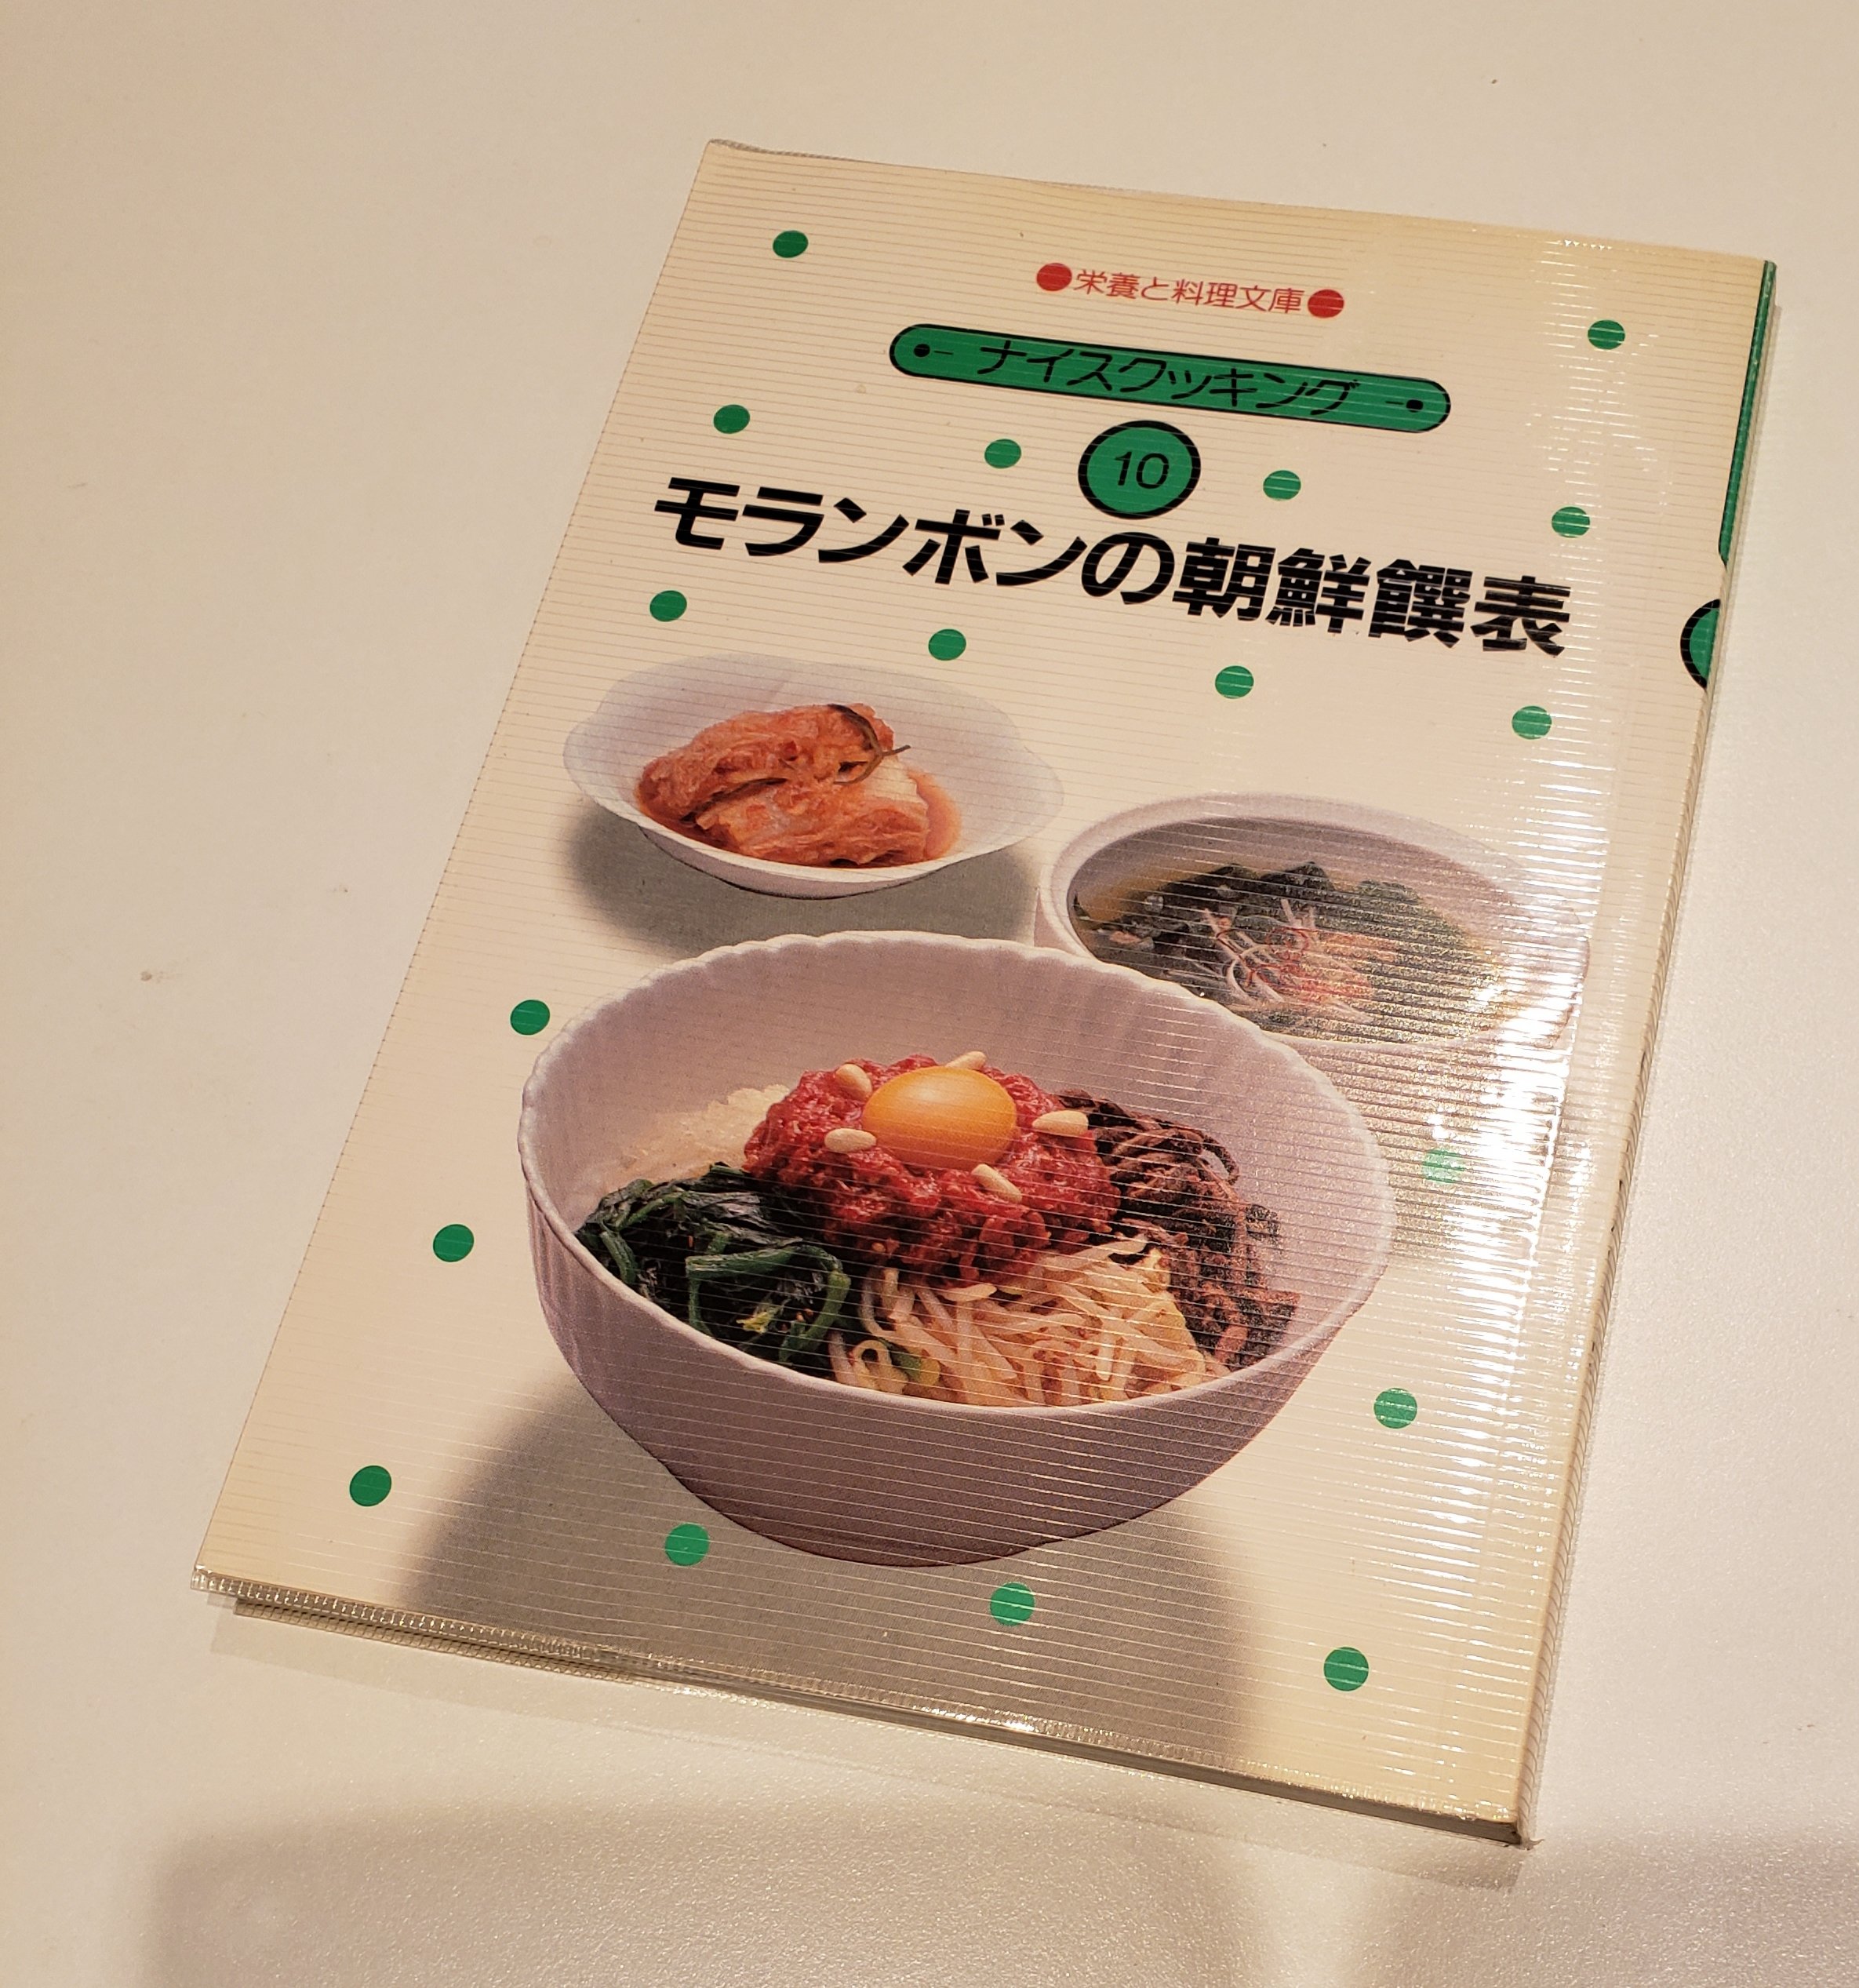 ●栄養と料理文庫●
ナイスクッキング
10
モランボンの朝鮮饌表